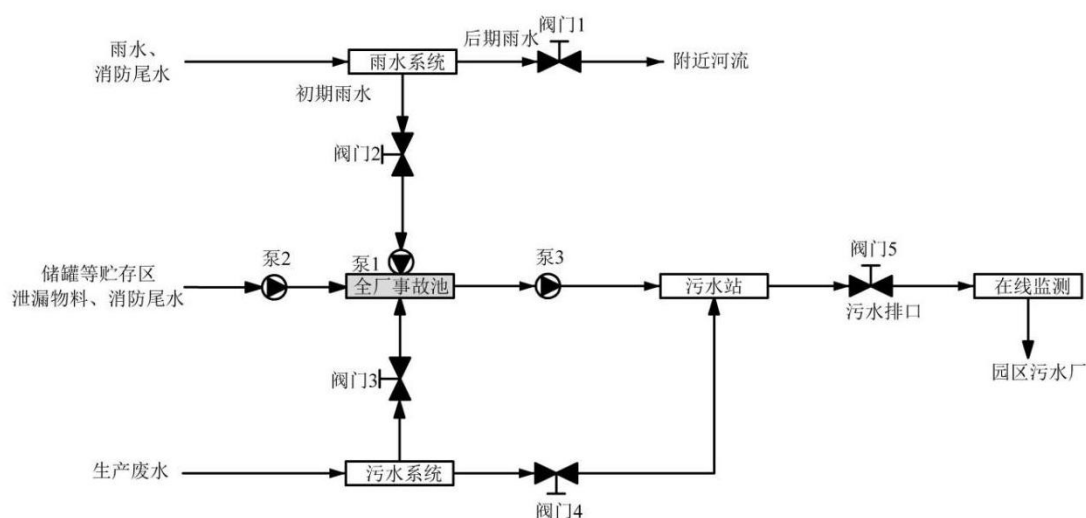 雨水、
消防尾水
雨水系统
后期雨水
阀门1
附近河流
初期雨水
阀门2
储罐等贮存区
泄漏物料、消防尾水
泵2
泵1
全厂事故池
泵3
污水站
阀门5
污水排口
在线监测
园区污水厂
阀门3
生产废水
污水系统
阀门4